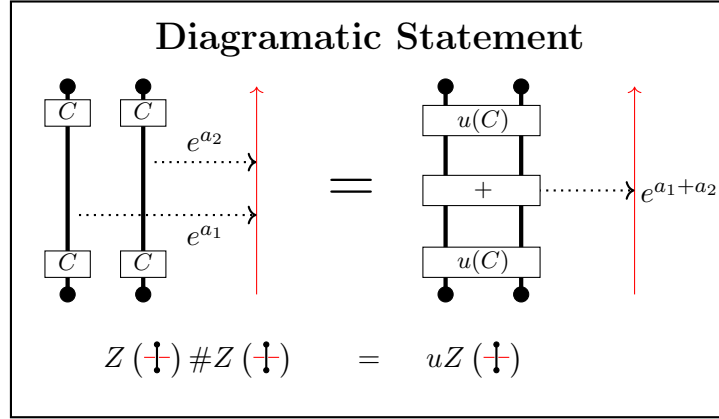 Diagramatic Statement
C C u(C)
e^{a_2}
= + e^{a_1+a_2}
e^{a_1}
C C u(C)
Z ( ) # Z ( ) = uZ ( )